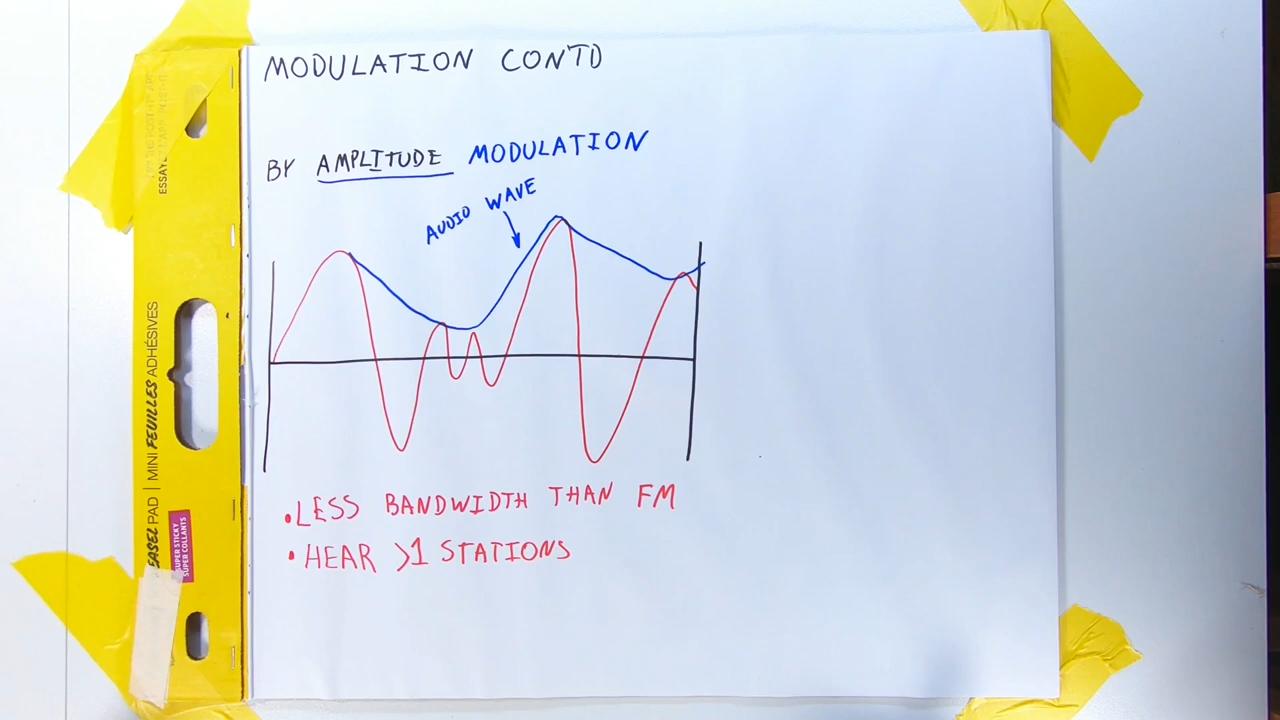 MODULATION CONTD
BY AMPLITUDE MODULATION
AUDIO WAVE
• LESS BANDWIDTH THAN FM
• HEAR >1 STATIONS
EASEL PAD | MINI FEUILLES ADHÉSIVES
SUPER STICKY
SUPER COLLANTS